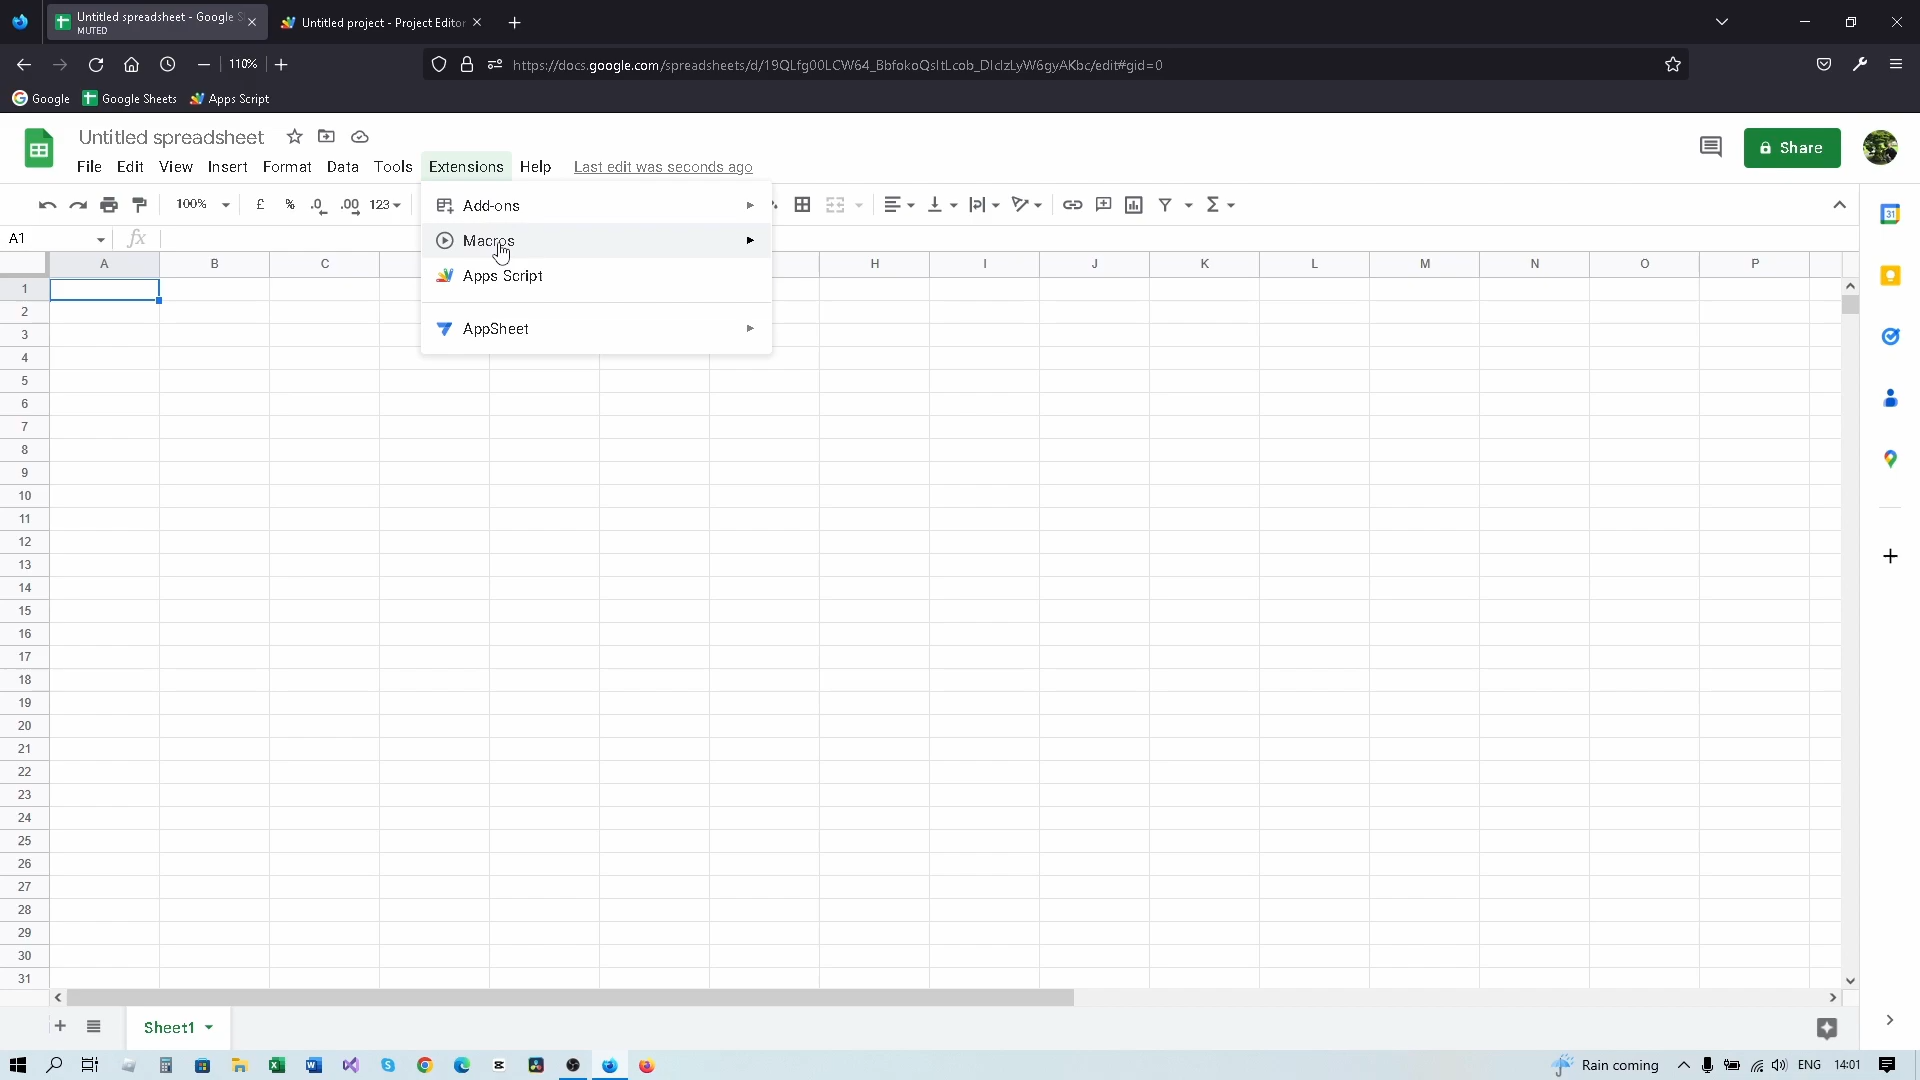 Untitled spreadsheet - Google S
MUTED
Untitled project - Project Editor
110%
https://docs.google.com/spreadsheets/d/19QLfg00LCW64_BbfokoQsItLcob_DIcIzLyW6gyAKbc/edit#gid=0
Google
Google Sheets
Apps Script
Untitled spreadsheet
Share
File
Edit
View
Insert
Format
Data
Tools
Extensions
Help
Last edit was seconds ago
100%
£
%
.0
.00
123
Add-ons
Macros
Apps Script
AppSheet
31
A1
fx
A
B
C
H
I
J
K
L
M
N
O
P
1
2
3
4
5
6
7
8
9
10
11
12
13
14
15
16
17
18
19
20
21
22
23
24
25
26
27
28
29
30
31
Sheet1
Rain coming
ENG
14:01